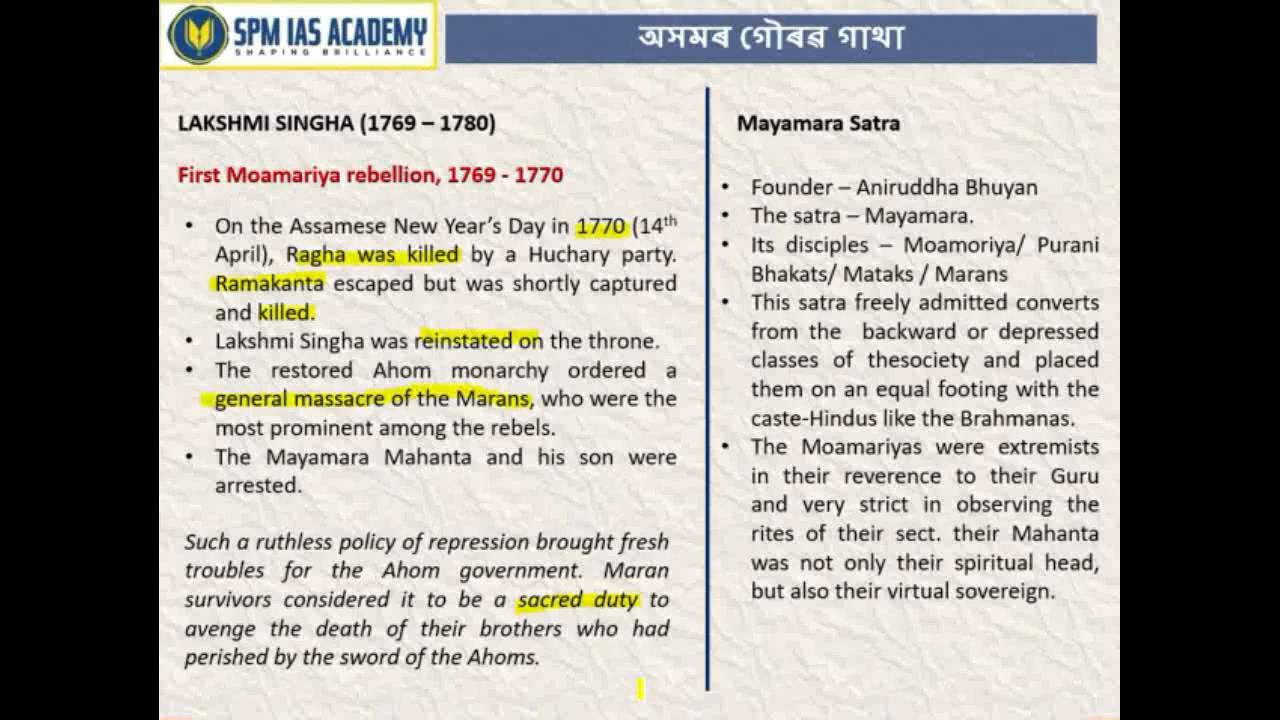 SPM IAS ACADEMY
SHAPING BRILLIANCE
অসমৰ গৌৰৱ গাথা
LAKSHMI SINGHA (1769 – 1780)
First Moamariya rebellion, 1769 - 1770
• On the Assamese New Year's Day in 1770 (14th
April), Ragha was killed by a Huchary party.
Ramakanta escaped but was shortly captured
and killed.
• Lakshmi Singha was reinstated on the throne.
• The restored Ahom monarchy ordered a
general massacre of the Marans, who were the
most prominent among the rebels.
• The Mayamara Mahanta and his son were
arrested.
Such a ruthless policy of repression brought fresh
troubles for the Ahom government. Maran
survivors considered it to be a sacred duty to
avenge the death of their brothers who had
perished by the sword of the Ahoms.
Mayamara Satra
• Founder – Aniruddha Bhuyan
• The satra – Mayamara.
• Its disciples – Moamoriya/ Purani
Bhakats/ Mataks / Marans
• This satra freely admitted converts
from the backward or depressed
classes of thesociety and placed
them on an equal footing with the
caste-Hindus like the Brahmanas.
• The Moamariyas were extremists
in their reverence to their Guru
and very strict in observing the
rites of their sect. their Mahanta
was not only their spiritual head,
but also their virtual sovereign.